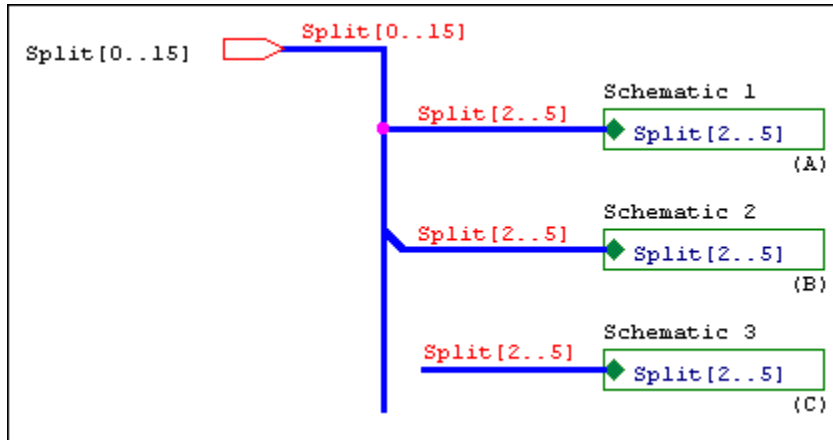 Split[0..15]
Split[0..15]
Schematic 1
Split[2..5]
Split[2..5]
(A)
Schematic 2
Split[2..5]
Split[2..5]
(B)
Schematic 3
Split[2..5]
Split[2..5]
(C)